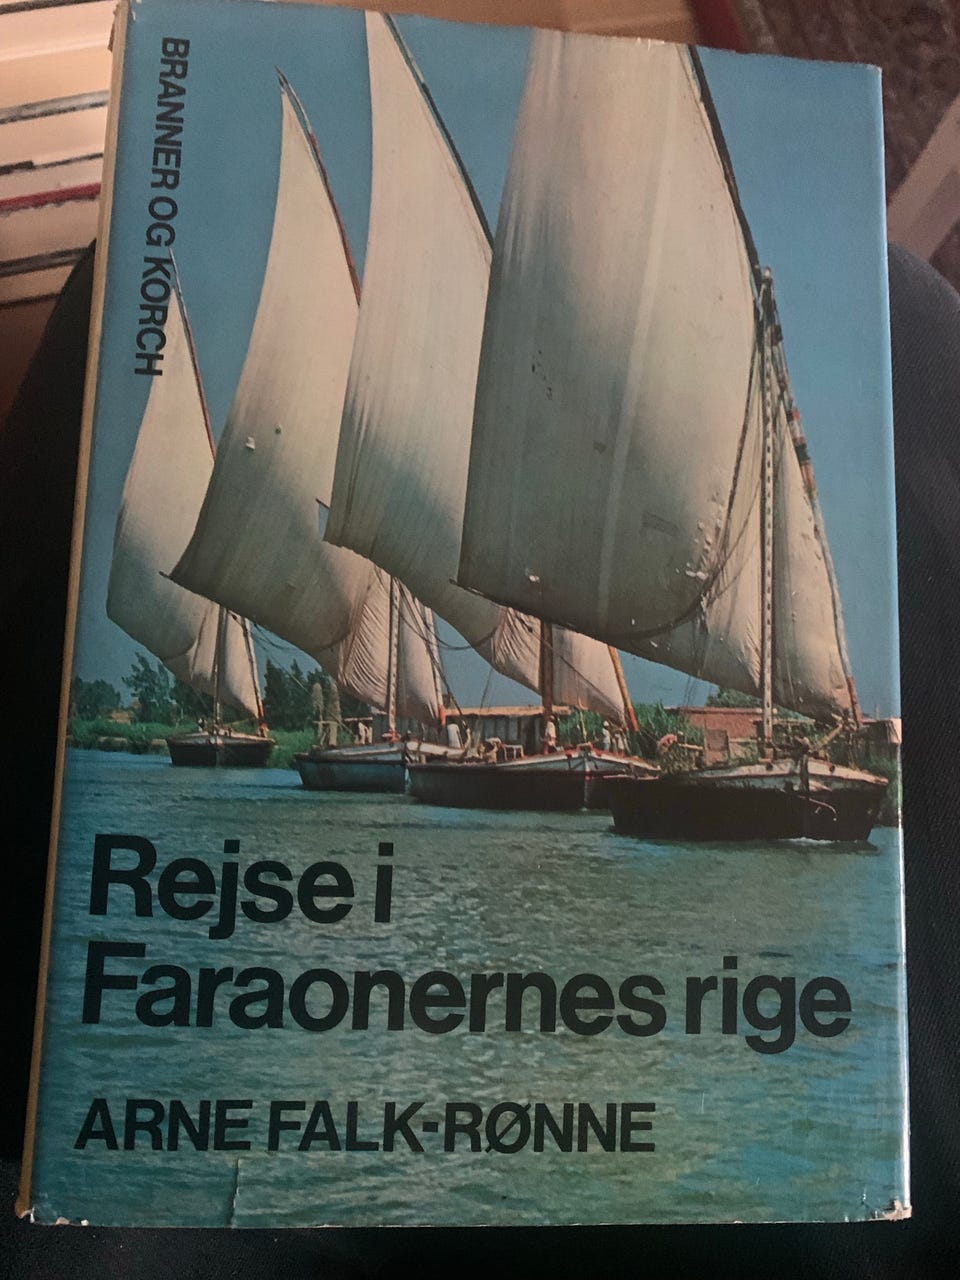 BRANNER OG KORCH
Rejse i
Faraonernes rige
ARNE FALK-RØNNE